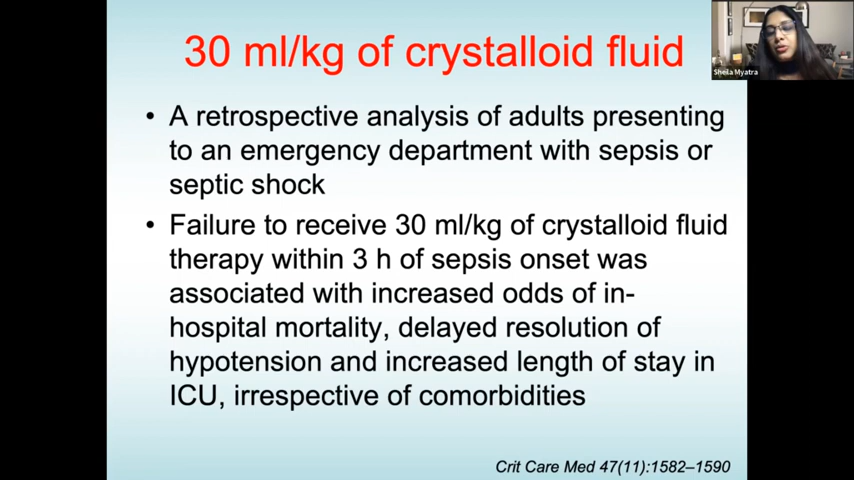 30 ml/kg of crystalloid fluid
Sheila Myatra
• A retrospective analysis of adults presenting
to an emergency department with sepsis or
septic shock
• Failure to receive 30 ml/kg of crystalloid fluid
therapy within 3 h of sepsis onset was
associated with increased odds of in-
hospital mortality, delayed resolution of
hypotension and increased length of stay in
ICU, irrespective of comorbidities
Crit Care Med 47(11):1582–1590